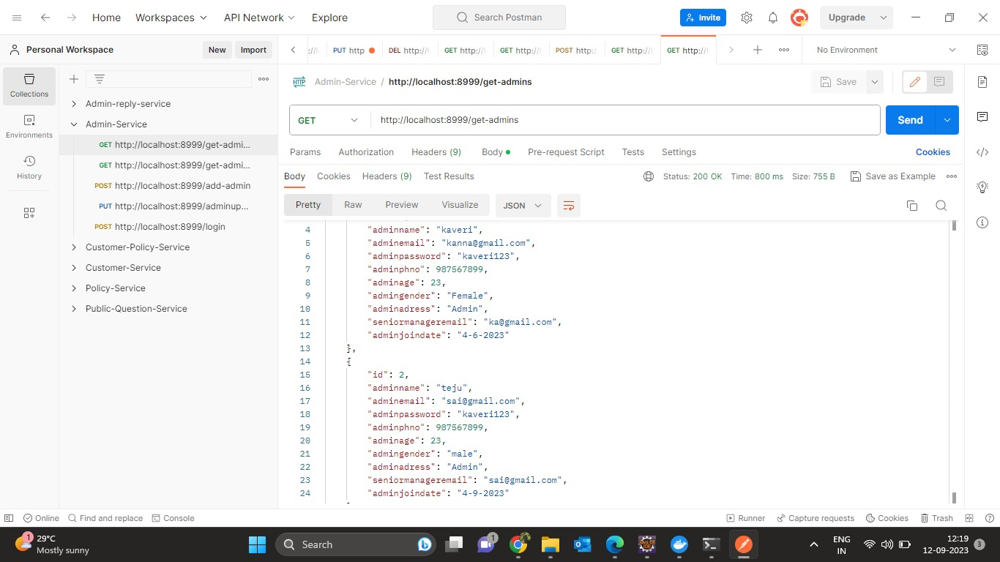 Home Workspaces API Network Explore Search Postman Invite Upgrade
Personal Workspace New Import PUT http DEL http:/ GET http:/ GET http:/ POST http: GET http:/ GET http:/ No Environment
Collections
Environments
History
Admin-reply-service
Admin-Service
GET http://localhost:8999/get-admi...
GET http://localhost:8999/get-admi...
POST http://localhost:8999/add-admin
PUT http://localhost:8999/adminup...
POST http://localhost:8999/login
Customer-Policy-Service
Customer-Service
Policy-Service
Public-Question-Service
HTTP Admin-Service / http://localhost:8999/get-admins Save
GET http://localhost:8999/get-admins Send
Params Authorization Headers (9) Body Pre-request Script Tests Settings Cookies
Body Cookies Headers (9) Test Results Status: 200 OK Time: 800 ms Size: 755 B Save as Example
Pretty Raw Preview Visualize JSON
4 "adminname": "kaveri",
5 "adminemail": "kanna@gmail.com",
6 "adminpassword": "kaveri123",
7 "adminphno": 987567899,
8 "adminage": 23,
9 "admingender": "Female",
10 "adminadress": "Admin",
11 "seniormanageremail": "ka@gmail.com",
12 "adminjoindate": "4-6-2023"
13 },
14 {
15 "id": 2,
16 "adminname": "teju",
17 "adminemail": "sai@gmail.com",
18 "adminpassword": "kaveri123",
19 "adminphno": 987567899,
20 "adminage": 23,
21 "admingender": "male",
22 "adminadress": "Admin",
23 "seniormanageremail": "sai@gmail.com",
24 "adminjoindate": "4-9-2023"
Online Find and replace Console Runner Capture requests Cookies Trash
1 29°C
Mostly sunny
Search
1
ENG
IN
12:19
12-09-2023
3